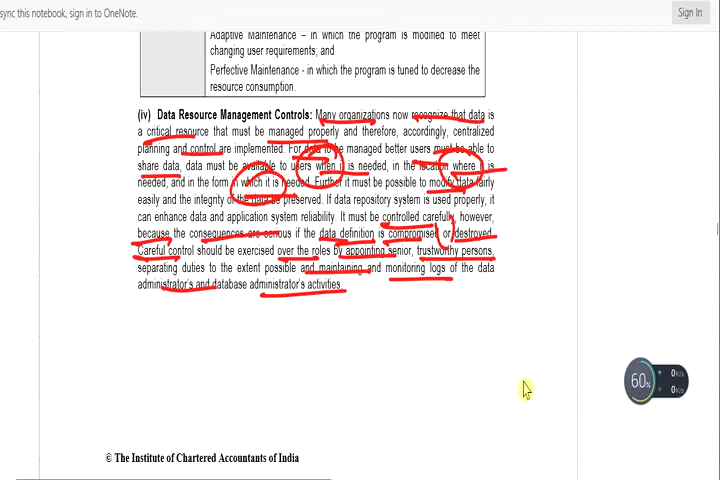 sync this notebook, sign in to OneNote.
Sign In
Adaptive Maintenance – in which the program is modified to meet
changing user requirements; and
Perfective Maintenance - in which the program is tuned to decrease the
resource consumption.
(iv) Data Resource Management Controls: Many organizations now recognize that data is
a critical resource that must be managed properly and therefore, accordingly, centralized
planning and control are implemented. For data to be managed better users must be able to
share data, data must be available to users when it is needed, in the location where it is
needed, and in the form in which it is needed. Further it must be possible to modify data fairly
easily and the integrity of the data be preserved. If data repository system is used properly, it
can enhance data and application system reliability. It must be controlled carefully, however,
because the consequences are serious if the data definition is compromised or destroyed.
Careful control should be exercised over the roles by appointing senior, trustworthy persons,
separating duties to the extent possible and maintaining and monitoring logs of the data
administrator's and database administrator's activities.
60%
0K/s
0K/s
© The Institute of Chartered Accountants of India